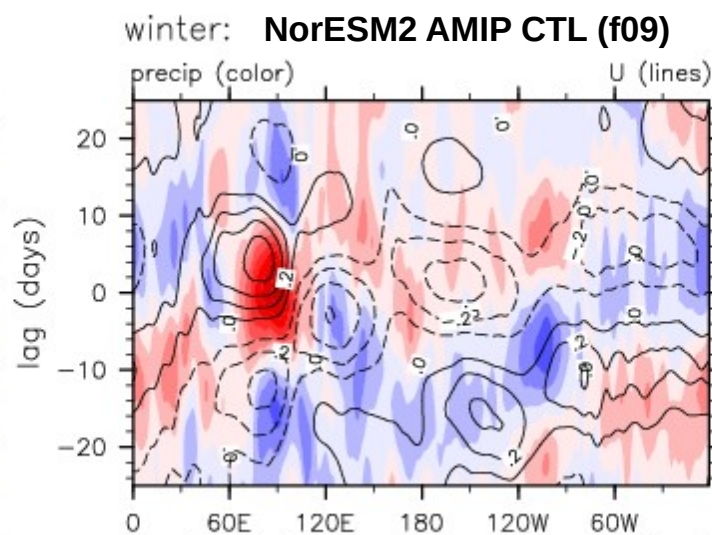 winter: NorESM2 AMIP CTL (f09)
precip (color) U (lines)
20
10
0
−10
−20
lag (days)
0 60E 120E 180 120W 60W